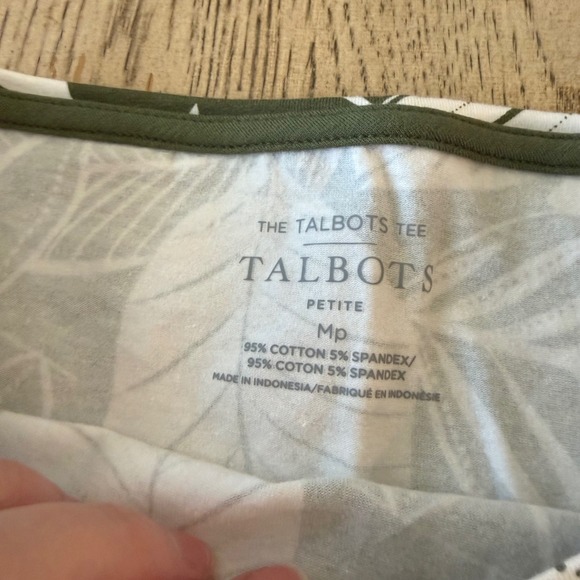 THE TALBOTS TEE
TALBOTS
PETITE
Mp
95% COTTON 5% SPANDEX/
95% COTON 5% SPANDEX
MADE IN INDONESIA/FABRIQUÉ EN INDONÉSIE